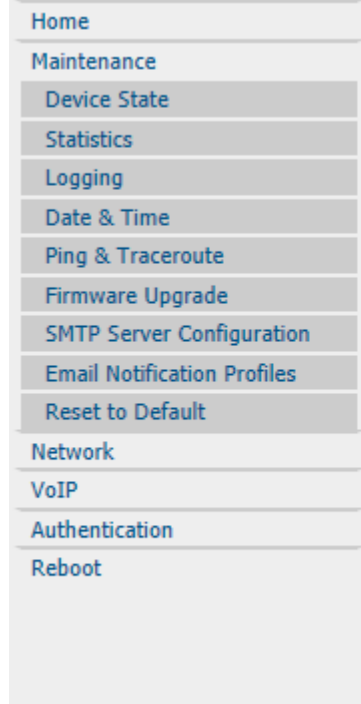 Home
Maintenance
Device State
Statistics
Logging
Date & Time
Ping & Traceroute
Firmware Upgrade
SMTP Server Configuration
Email Notification Profiles
Reset to Default
Network
VoIP
Authentication
Reboot